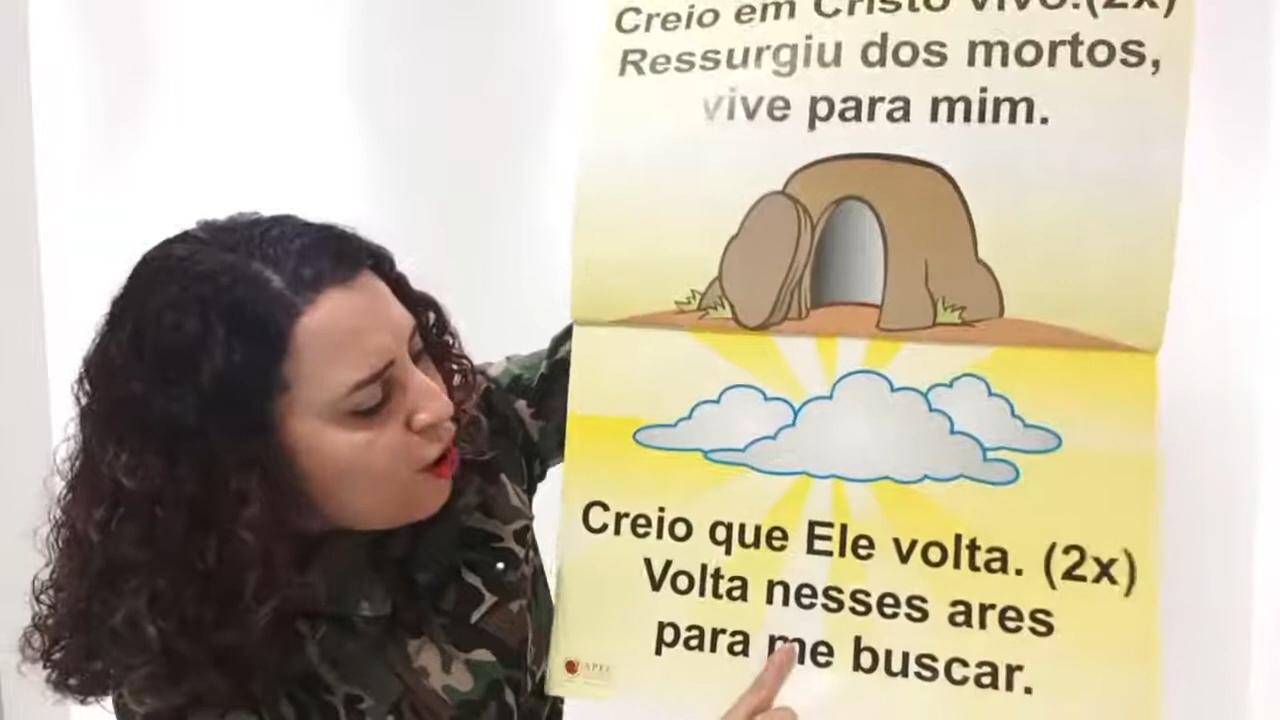 Creio em Cristo vivo.(2x)
Ressurgiu dos mortos,
vive para mim.
Creio que Ele volta. (2x)
Volta nesses ares
para me buscar.
APEC